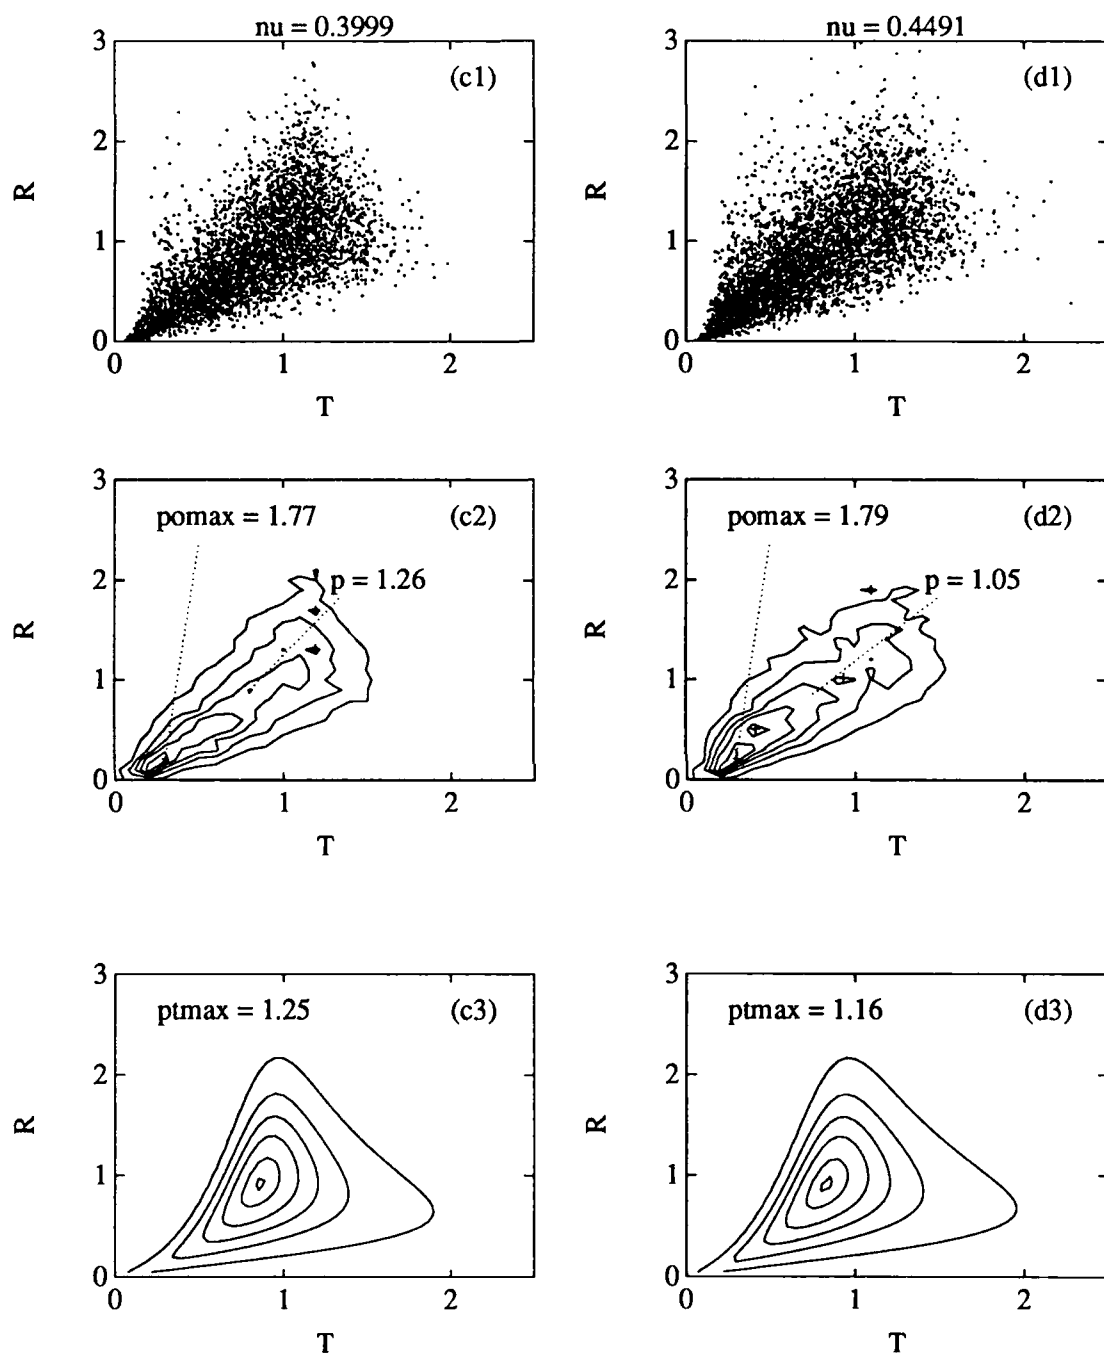 nu = 0.3999
(c1)
3
2
1
0
R
0 1 2
T
nu = 0.4491
(d1)
3
2
1
0
R
0 1 2
T
pomax = 1.77
(c2)
p = 1.26
3
2
1
0
R
0 1 2
T
pomax = 1.79
(d2)
p = 1.05
3
2
1
0
R
0 1 2
T
ptmax = 1.25
(c3)
3
2
1
0
R
0 1 2
T
ptmax = 1.16
(d3)
3
2
1
0
R
0 1 2
T